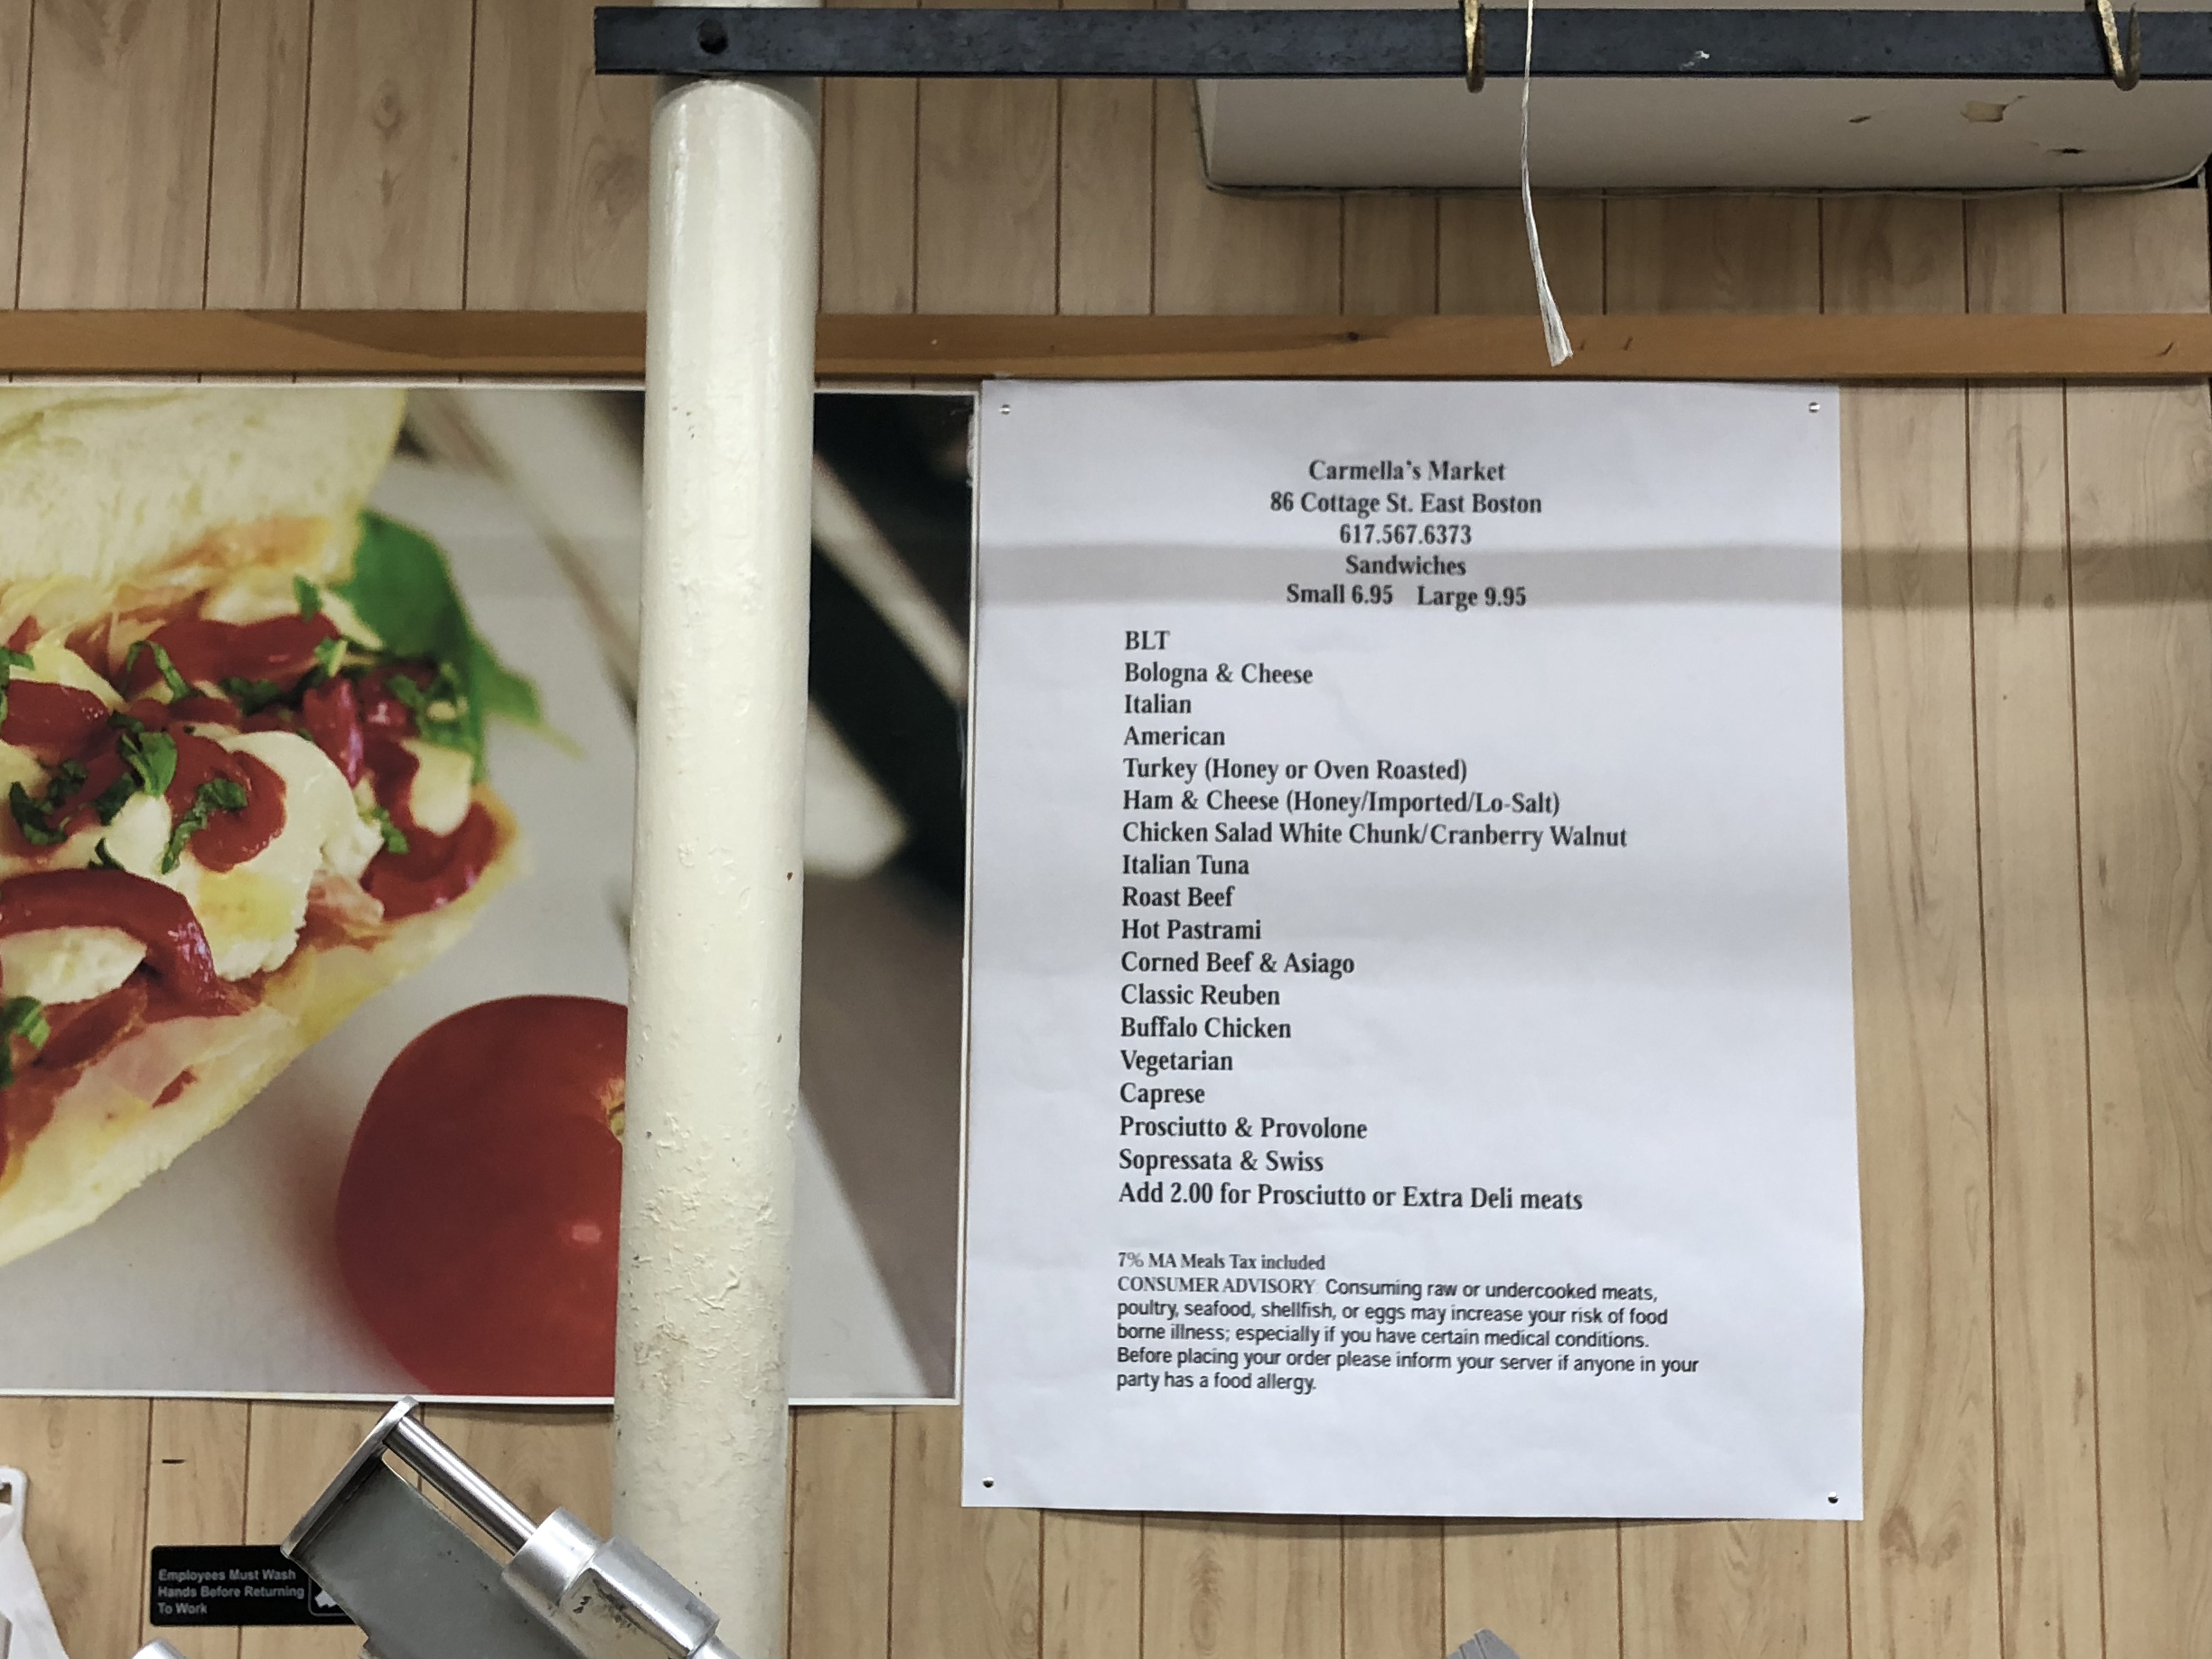 Carmella's Market
86 Cottage St. East Boston
617.567.6373
Sandwiches
Small 6.95 Large 9.95
BLT
Bologna & Cheese
Italian
American
Turkey (Honey or Oven Roasted)
Ham & Cheese (Honey/Imported/Lo-Salt)
Chicken Salad White Chunk/Cranberry Walnut
Italian Tuna
Roast Beef
Hot Pastrami
Corned Beef & Asiago
Classic Reuben
Buffalo Chicken
Vegetarian
Caprese
Prosciutto & Provolone
Sopressata & Swiss
Add 2.00 for Prosciutto or Extra Deli meats
7% MA Meals Tax included
CONSUMER ADVISORY: Consuming raw or undercooked meats,
poultry, seafood, shellfish, or eggs may increase your risk of food
borne illness; especially if you have certain medical conditions.
Before placing your order please inform your server if anyone in your
party has a food allergy.
Employees Must Wash
Hands Before Returning
To Work